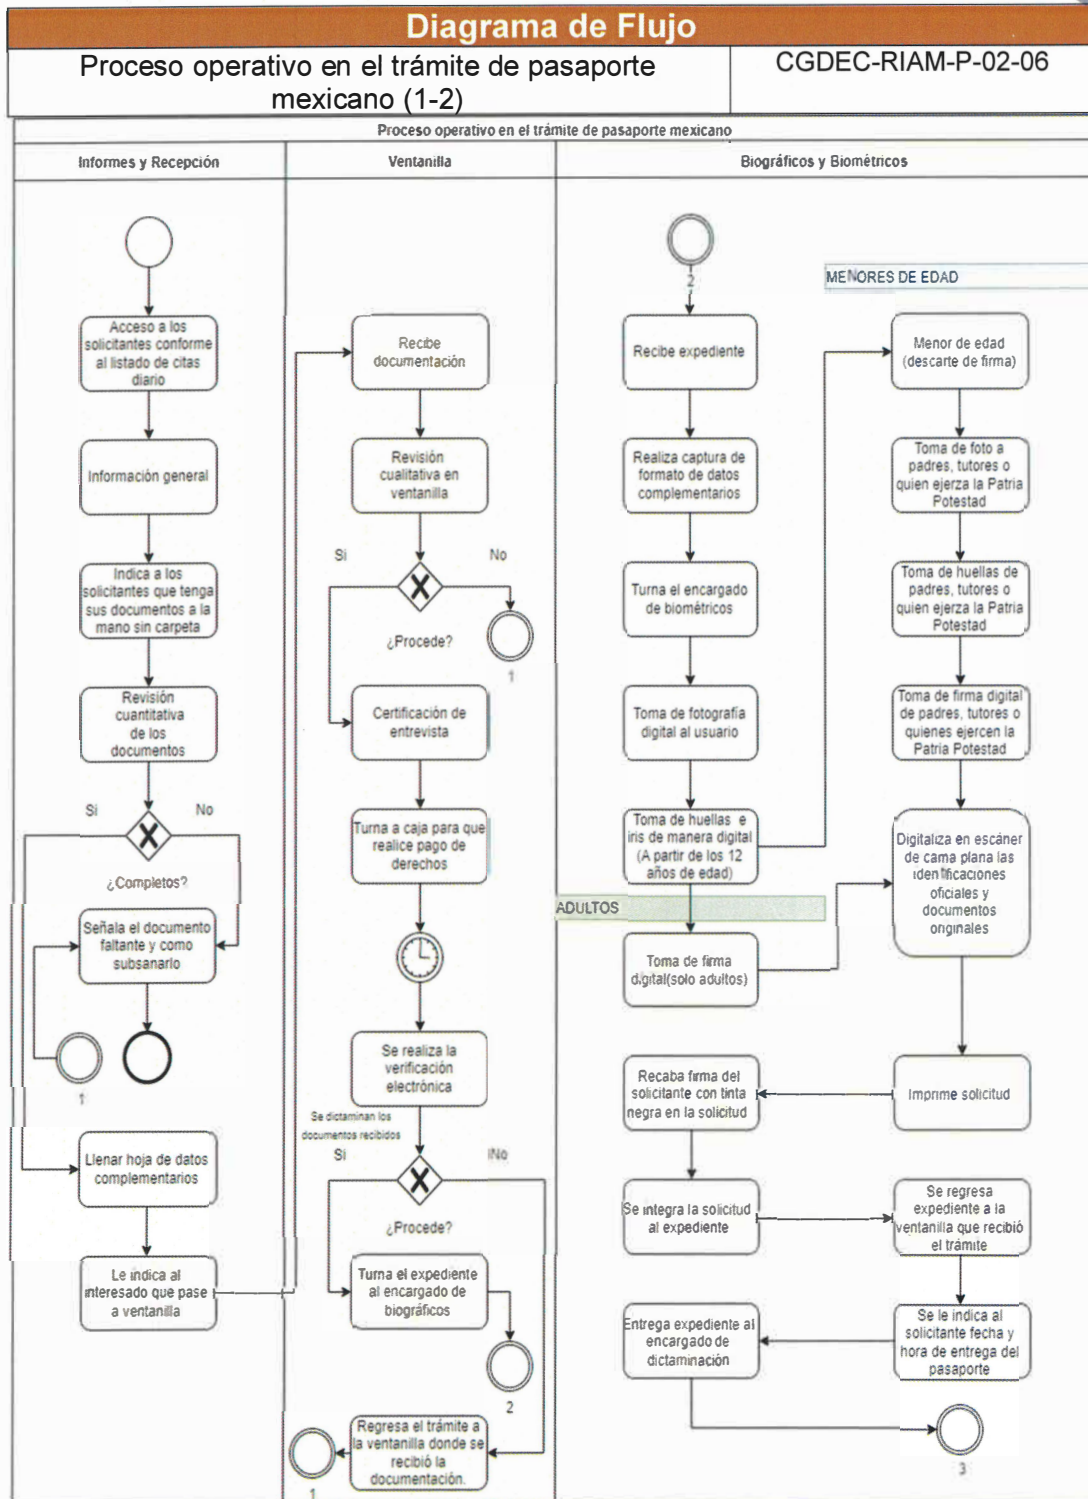 Diagrama de Flujo
Proceso operativo en el trámite de pasaporte
mexicano (1-2)
CGDEC-RIAM-P-02-06
Proceso operativo en el trámite de pasaporte mexicano
Informes y Recepción
Ventanilla
Biográficos y Biométricos
Acceso a los
solicitantes conforme
al listado de citas
diario
Información general
Indica a los
solicitantes que tenga
sus documentos a la
mano sin carpeta
Revisión
cuantitativa
de los
documentos
Si
No
¿Completos?
Señala el documento
faltante y como
subsanarlo
1
Llenar hoja de datos
complementarios
Le indica al
interesado que pase
a ventanilla
Recibe
documentación
Revisión
cualitativa en
ventanilla
Si
No
¿Procede?
1
Certificación de
entrevista
Turna a caja para que
realice pago de
derechos
Se realiza la
verificación
electrónica
Se dictaminan los
documentos recibidos
Si
No
¿Procede?
Turna el expediente
al encargado de
biográficos
2
Regresa el trámite a
la ventanilla donde se
recibió la
documentación.
1
2
Recibe expediente
Realiza captura de
formato de datos
complementarios
Turna el encargado
de biométricos
Toma de fotografía
digital al usuario
Toma de huellas e
iris de manera digital
(A partir de los 12
años de edad)
ADULTOS
Toma de firma
digital(solo adultos)
MENORES DE EDAD
Menor de edad
(descarte de firma)
Toma de foto a
padres, tutores o
quien ejerza la Patria
Potestad
Toma de huellas de
padres, tutores o
quien ejerza la Patria
Potestad
Toma de firma digital
de padres, tutores o
quienes ejercen la
Patria Potestad
Digitaliza en escáner
de cama plana las
identificaciones
oficiales y
documentos
originales
Imprime solicitud
Recaba firma del
solicitante con tinta
negra en la solicitud
Se integra la solicitud
al expediente
Se regresa
expediente a la
ventanilla que recibió
el trámite
Se le indica al
solicitante fecha y
hora de entrega del
pasaporte
Entrega expediente al
encargado de
dictaminación
3